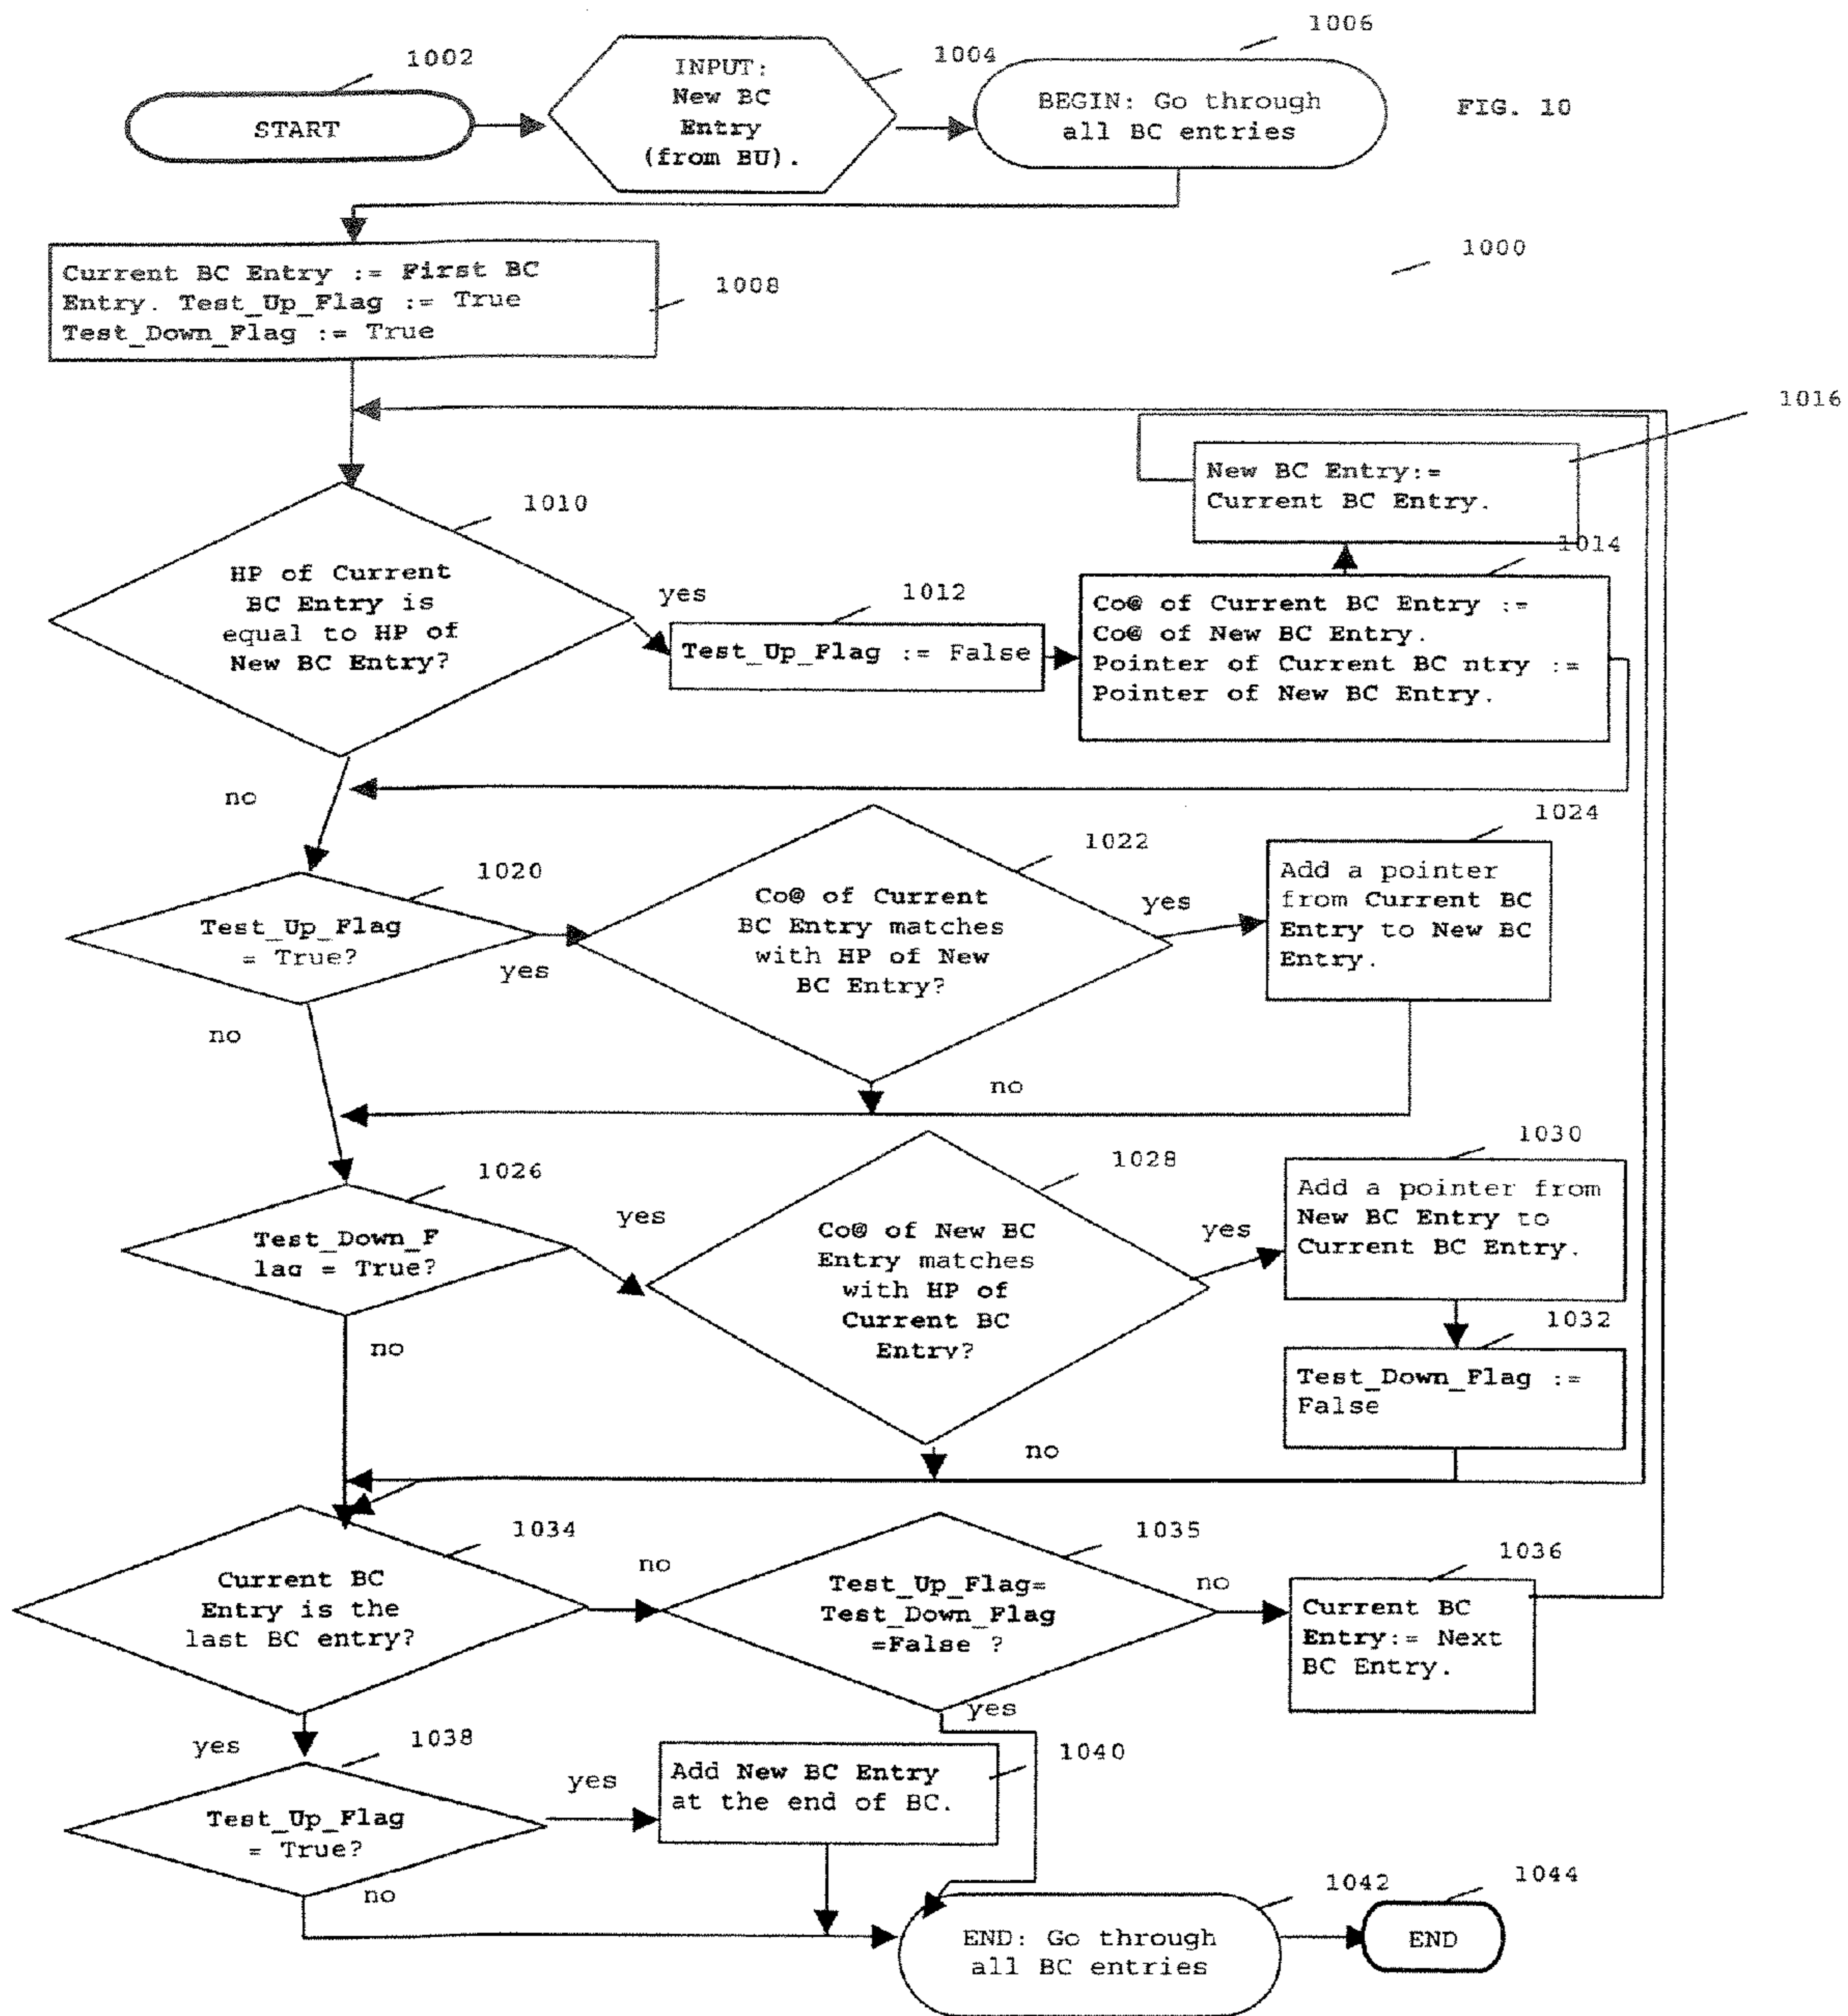 1006
1002
1004
INPUT:
New BC
Entry
(from BU).
BEGIN: Go through
all BC entries
FIG. 10
START
1000
Current BC Entry := First BC
Entry. Test_Up_Flag := True
Test_Down_Flag := True
1008
1016
New BC Entry:=
Current BC Entry.
1010
1014
HP of Current
BC Entry is
equal to HP of
New BC Entry?
yes
1012
Test_Up_Flag := False
Co@ of Current BC Entry :=
Co@ of New BC Entry.
Pointer of Current BC ntry :=
Pointer of New BC Entry.
no
1024
1022
1020
Test_Up_Flag
= True?
yes
Co@ of Current
BC Entry matches
with HP of New
BC Entry?
yes
Add a pointer
from Current BC
Entry to New BC
Entry.
no
no
1030
1028
1026
Test_Down_F
lag = True?
yes
Co@ of New BC
Entry matches
with HP of
Current BC
Entry?
yes
Add a pointer from
New BC Entry to
Current BC Entry.
1032
no
Test_Down_Flag :=
False
no
1034
1035
1036
Current BC
Entry is the
last BC entry?
no
Test_Up_Flag=
Test_Down_Flag
=False ?
no
Current BC
Entry:= Next
BC Entry.
yes
yes
1038
1040
Test_Up_Flag
= True?
yes
Add New BC Entry
at the end of BC.
no
1042
1044
END: Go through
all BC entries
END